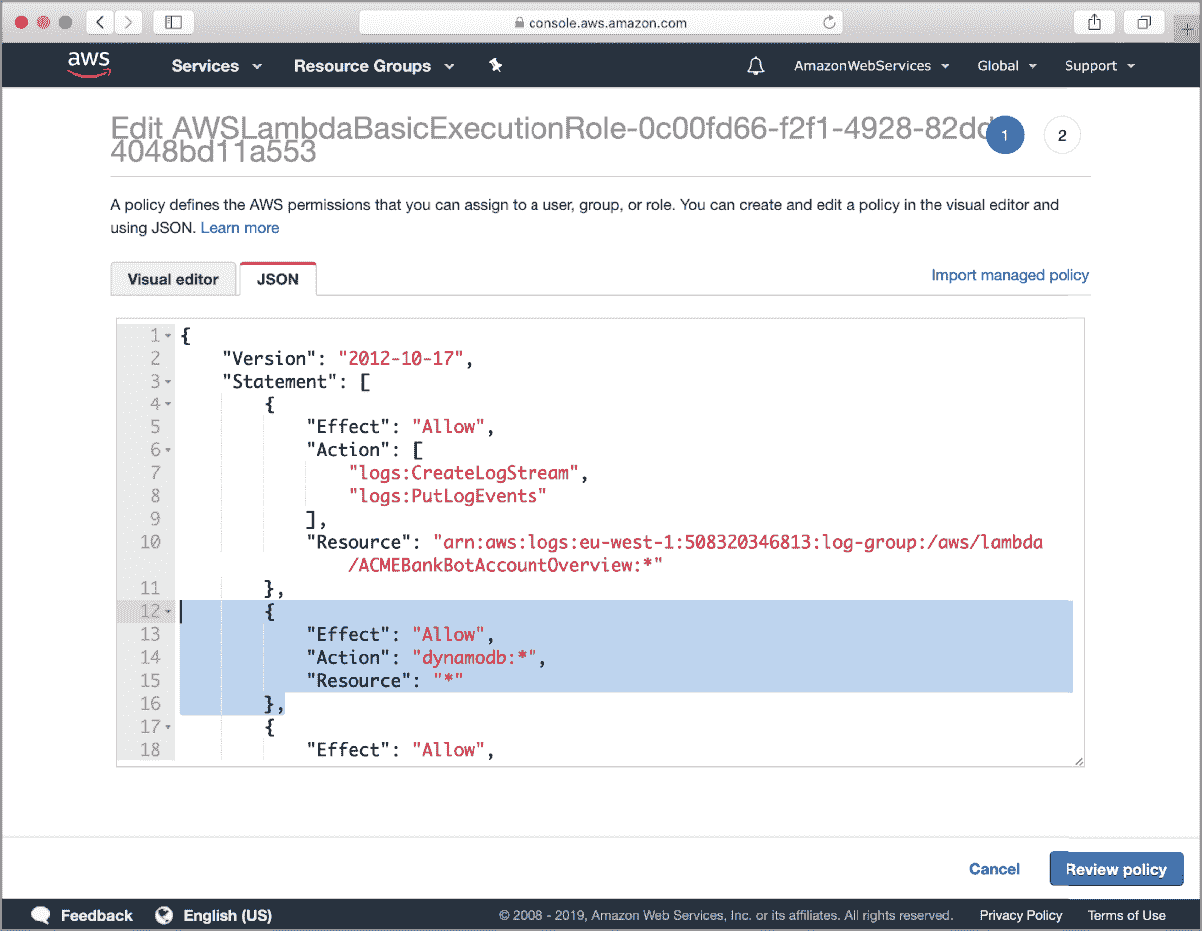 console.aws.amazon.com
aws Services Resource Groups AmazonWebServices Global Support
Edit AWSLambdaBasicExecutionRole-0c00fd66-f2f1-4928-82dd
4048bd11a553
1 2
A policy defines the AWS permissions that you can assign to a user, group, or role. You can create and edit a policy in the visual editor and
using JSON. Learn more
Visual editor JSON Import managed policy
1 {
2 "Version": "2012-10-17",
3 "Statement": [
4 {
5 "Effect": "Allow",
6 "Action": [
7 "logs:CreateLogStream",
8 "logs:PutLogEvents"
9 ],
10 "Resource": "arn:aws:logs:eu-west-1:508320346813:log-group:/aws/lambda
/ACMEBankBotAccountOverview:*"
11 },
12 {
13 "Effect": "Allow",
14 "Action": "dynamodb:*",
15 "Resource": "*"
16 },
17 {
18 "Effect": "Allow",
Cancel Review policy
Feedback English (US) © 2008 - 2019, Amazon Web Services, Inc. or its affiliates. All rights reserved. Privacy Policy Terms of Use